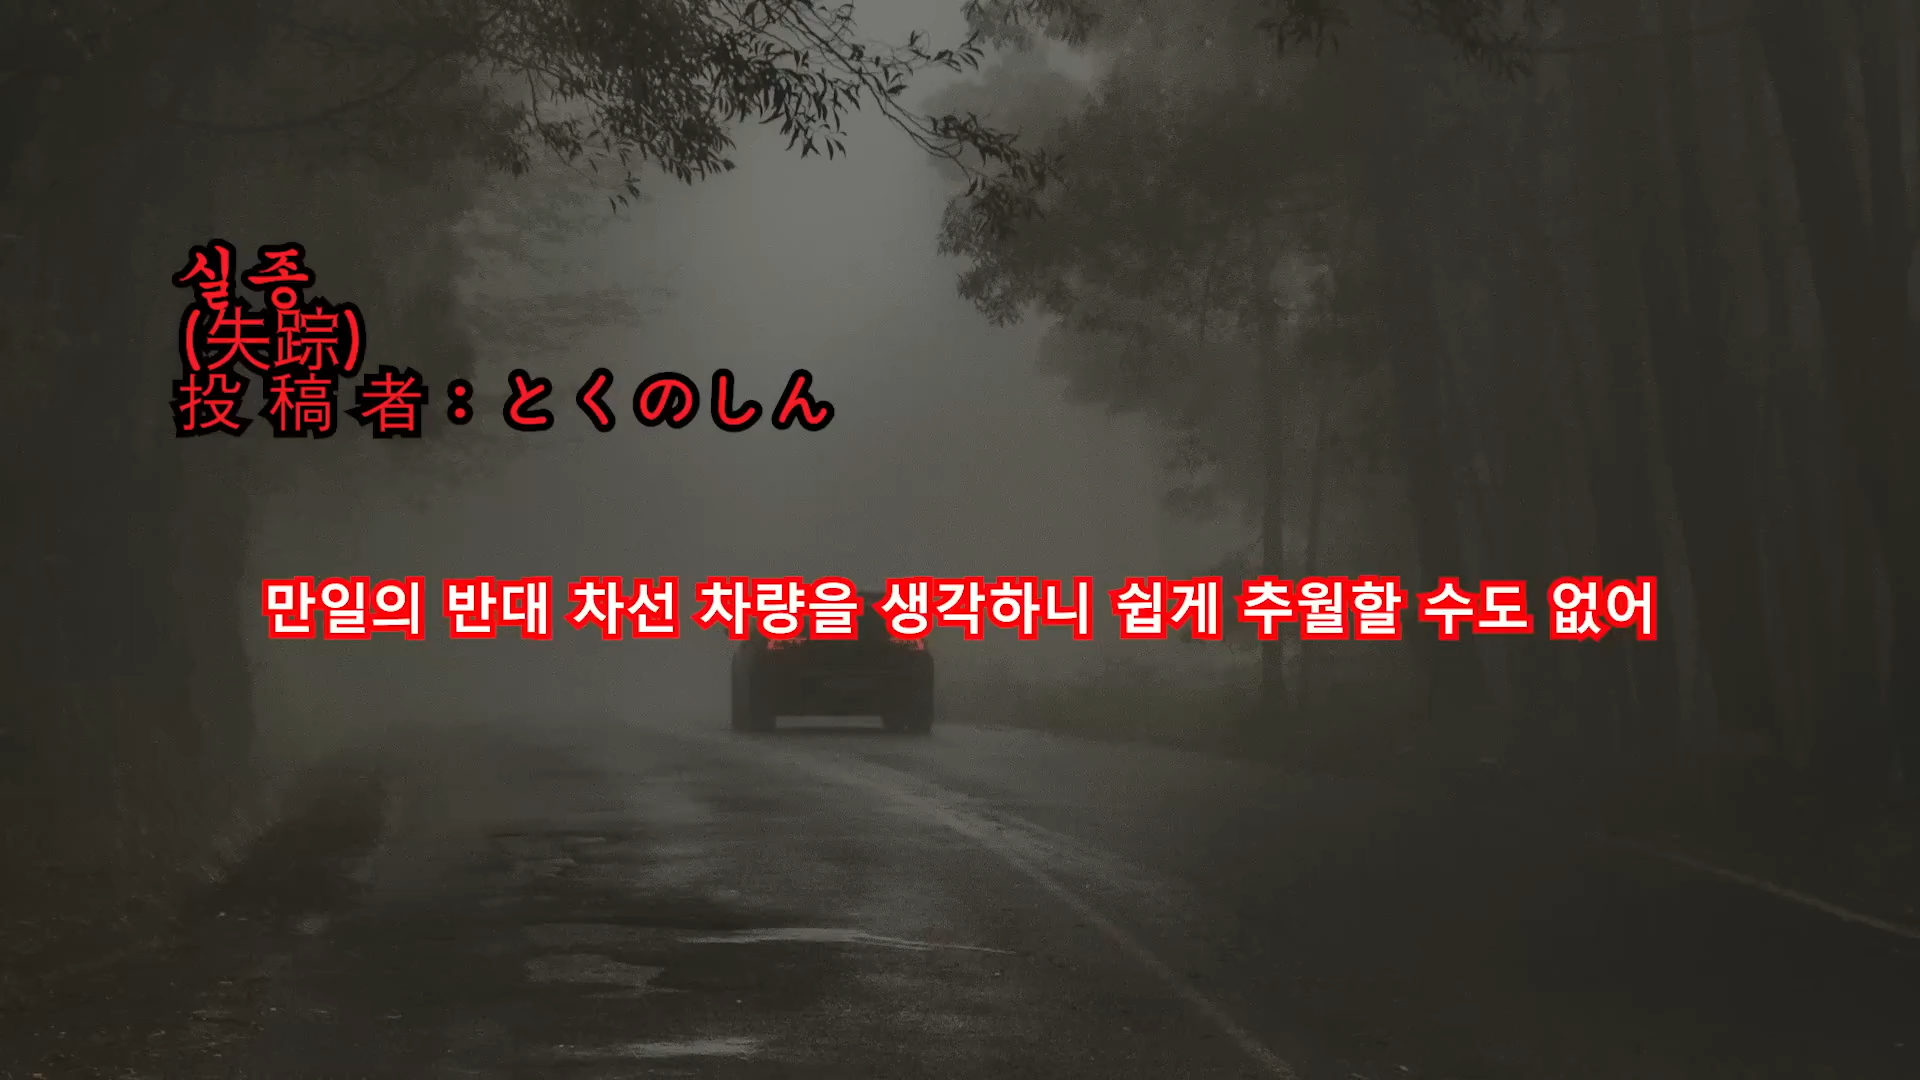 실종
(失踪)
投稿者：とくのしん
만일의 반대 차선 차량을 생각하니 쉽게 추월할 수도 없어